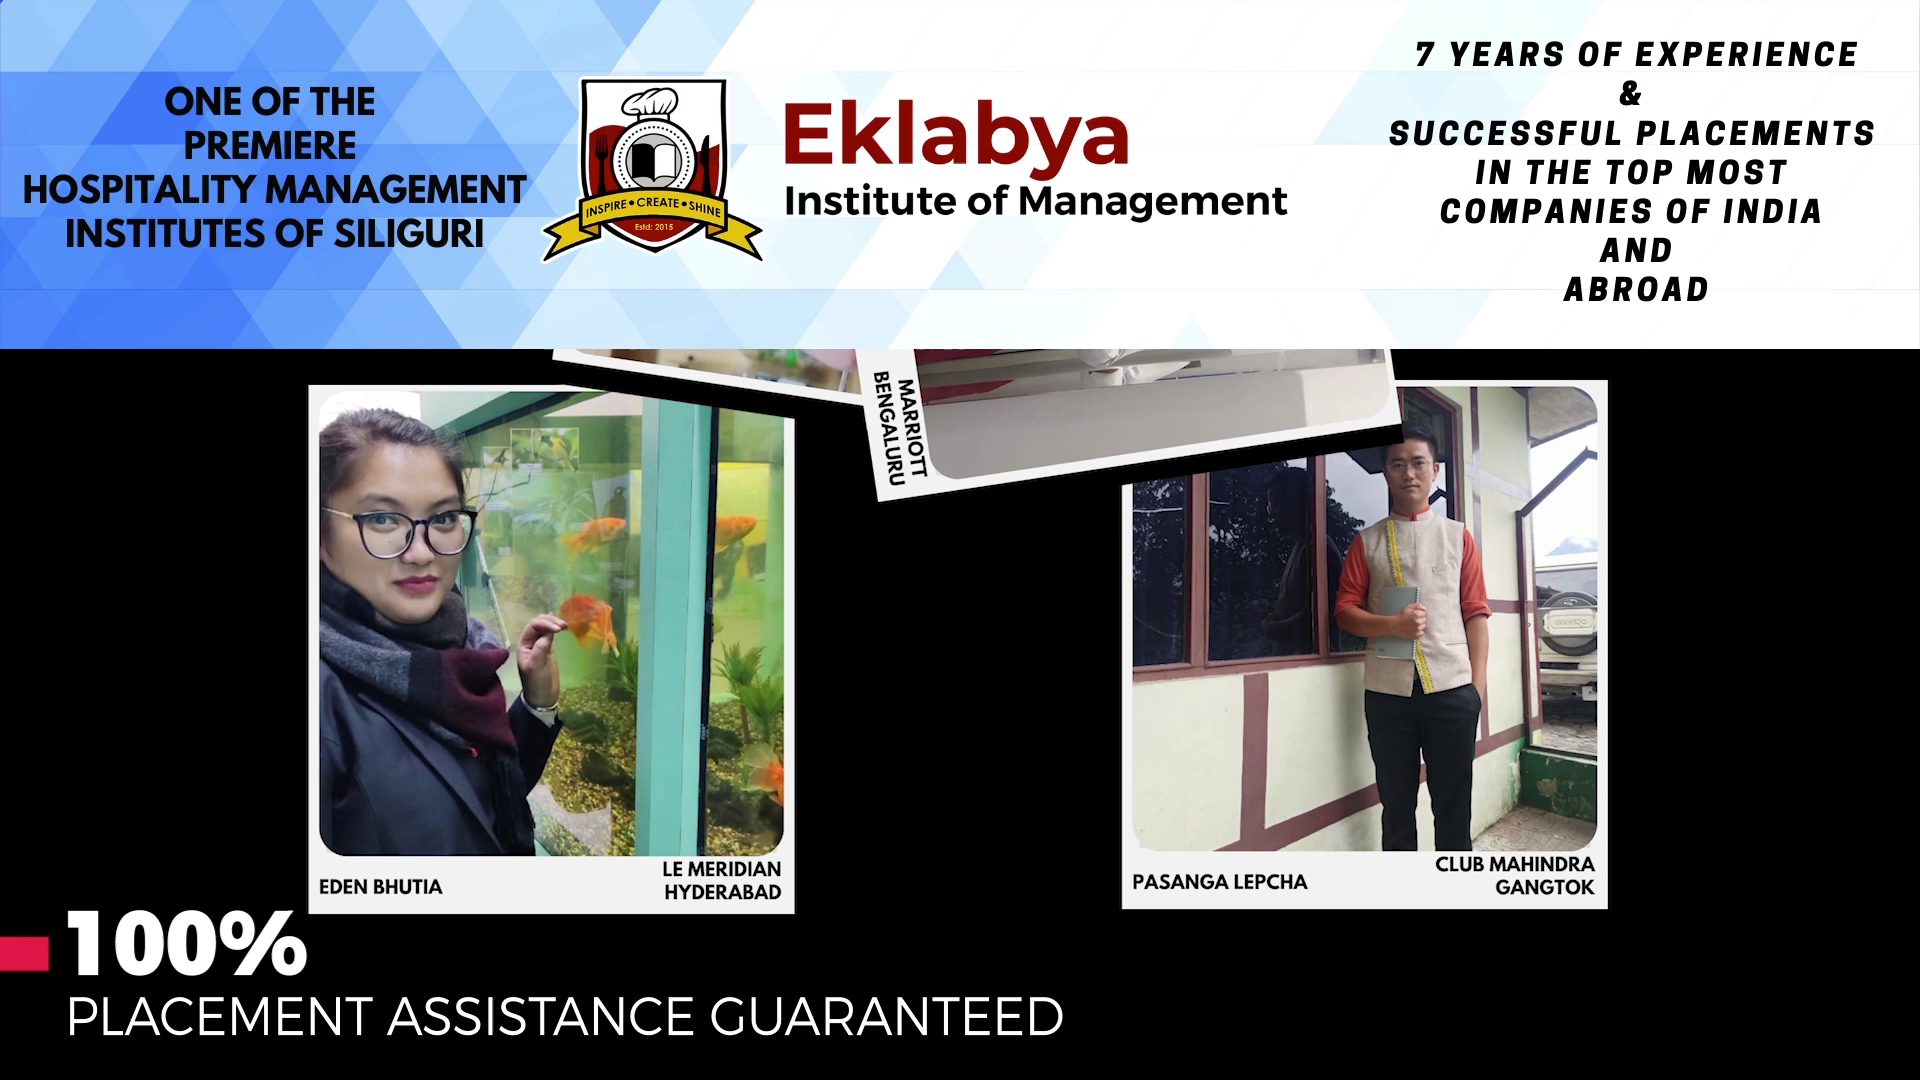 ONE OF THE
PREMIERE
HOSPITALITY MANAGEMENT
INSTITUTES OF SILIGURI
INSPIRE • CREATE • SHINE
Estd: 2015
Eklabya
Institute of Management
7 YEARS OF EXPERIENCE
&
SUCCESSFUL PLACEMENTS
IN THE TOP MOST
COMPANIES OF INDIA
AND
ABROAD
MARRIOTT
BENGALURU
EDEN BHUTIA
LE MERIDIAN
HYDERABAD
PASANGA LEPCHA
CLUB MAHINDRA
GANGTOK
100%
PLACEMENT ASSISTANCE GUARANTEED